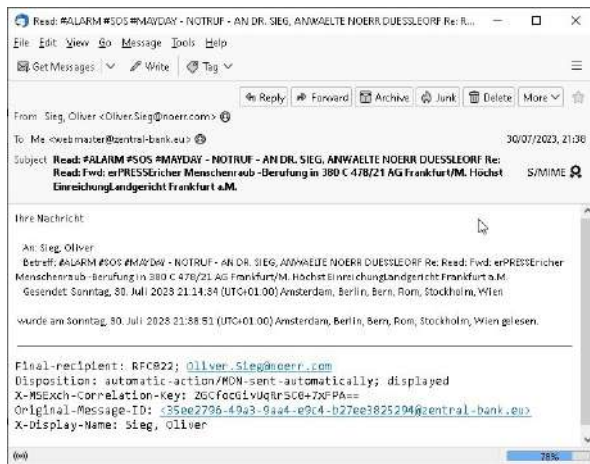 Read: #ALARM #SOS #MAYDAY - NOTRUF - AN DR. SIEG, ANWAELTE NOERR DUESSLEORF Re: R...
File Edit View Go Message Tools Help
Get Messages Write Tag
Reply Forward Archive Junk Delete More
From Sieg, Oliver <Oliver.Sieg@noerr.com>
To Me <webmaster@zentral-bank.eu> 30/07/2023, 21:38
Subject Read: #ALARM #SOS #MAYDAY - NOTRUF - AN DR. SIEG, ANWAELTE NOERR DUESSLEORF Re:
Read: Fwd: erPRESSEricher Menschenraub -Berufung in 380 C 478/21 AG Frankfurt/M. Höchst S/MIME
EinreichungLandgericht Frankfurt a.M.
Ihre Nachricht
An: Sieg, Oliver
Betreff: #ALARM #SOS #MAYDAY - NOTRUF - AN DR. SIEG, ANWAELTE NOERR DUESSLEORF Re: Read: Fwd: erPRESSEricher
Menschenraub -Berufung in 380 C 478/21 AG Frankfurt/M. Höchst EinreichungLandgericht Frankfurt a.M.
Gesendet: Sonntag, 30. Juli 2023 21:14:34 (UTC+01:00) Amsterdam, Berlin, Bern, Rom, Stockholm, Wien
wurde am Sonntag, 30. Juli 2023 21:38:51 (UTC+01:00) Amsterdam, Berlin, Bern, Rom, Stockholm, Wien gelesen.
Final-recipient: RFC822; Oliver.Sieg@noerr.com
Disposition: automatic-action/MDN-sent-automatically; displayed
X-MSExch-Correlation-Key:
Original-Message-ID: <35ee2796-49a3-9aa4-e9c4-b27ee3825294@zentral-bank.eu>
X-Display-Name: Sieg, Oliver
78%